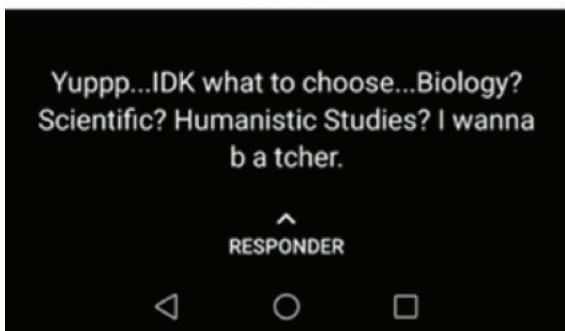 Yuppp...IDK what to choose...Biology?
Scientific? Humanistic Studies? I wanna
b a tcher.
RESPONDER